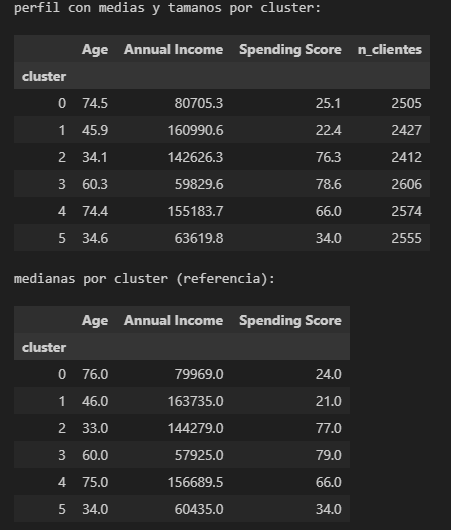 perfil con medias y tamanos por cluster:
Age Annual Income Spending Score n_clientes
cluster
0 74.5 80705.3 25.1 2505
1 45.9 160990.6 22.4 2427
2 34.1 142626.3 76.3 2412
3 60.3 59829.6 78.6 2606
4 74.4 155183.7 66.0 2574
5 34.6 63619.8 34.0 2555
medianas por cluster (referencia):
Age Annual Income Spending Score
cluster
0 76.0 79969.0 24.0
1 46.0 163735.0 21.0
2 33.0 144279.0 77.0
3 60.0 57925.0 79.0
4 75.0 156689.5 66.0
5 34.0 60435.0 34.0